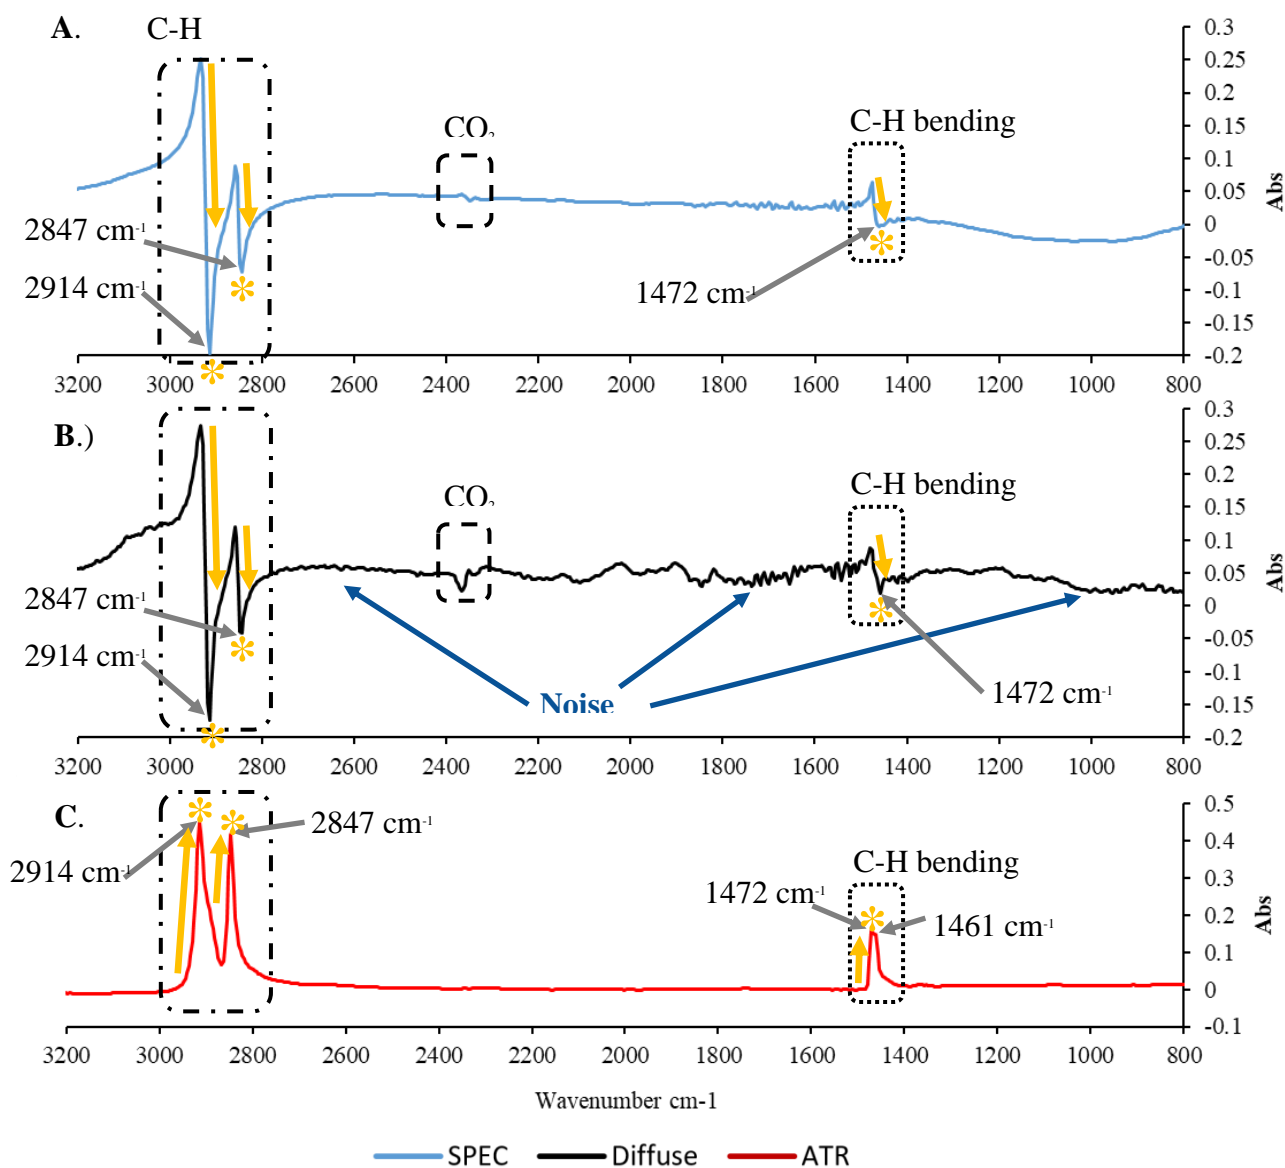 A. C-H
CO2
C-H bending
2847 cm-1
2914 cm-1
1472 cm-1
0.3
0.25
0.2
0.15
0.1
0.05
0
-0.05
-0.1
-0.15
-0.2
Abs
3200 3000 2800 2600 2400 2200 2000 1800 1600 1400 1200 1000 800
B.)
CO2
C-H bending
2847 cm-1
2914 cm-1
Noise
1472 cm-1
0.3
0.25
0.2
0.15
0.1
0.05
0
-0.05
-0.1
-0.15
-0.2
Abs
3200 3000 2800 2600 2400 2200 2000 1800 1600 1400 1200 1000 800
C.
2847 cm-1
2914 cm-1
C-H bending
1472 cm-1
1461 cm-1
0.5
0.4
0.3
0.2
0.1
0
-0.1
Abs
3200 3000 2800 2600 2400 2200 2000 1800 1600 1400 1200 1000 800
Wavenumber cm-1
SPEC Diffuse ATR